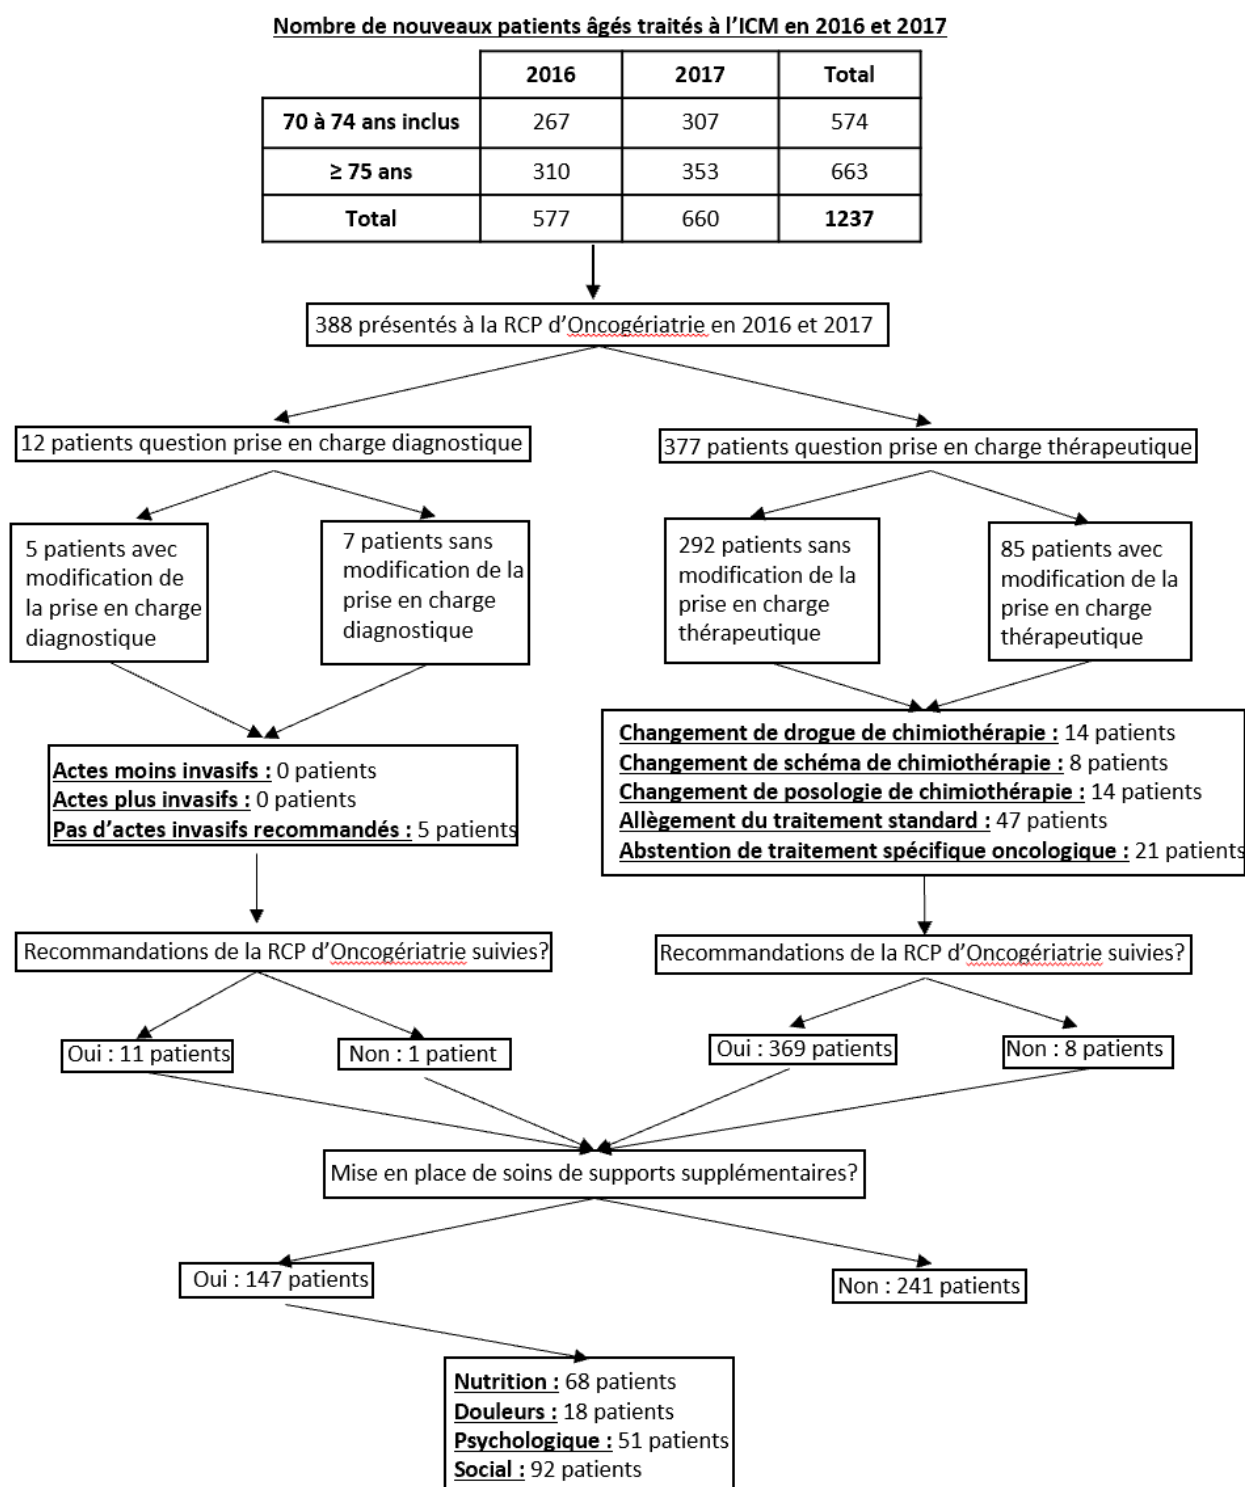 Nombre de nouveaux patients âgés traités à l’ICM en 2016 et 2017
2016 2017 Total
70 à 74 ans inclus 267 307 574
≥ 75 ans 310 353 663
Total 577 660 1237
388 présentés à la RCP d’Oncogériatrie en 2016 et 2017
12 patients question prise en charge diagnostique
377 patients question prise en charge thérapeutique
5 patients avec
modification de
la prise en charge
diagnostique
7 patients sans
modification de la
prise en charge
diagnostique
292 patients sans
modification de la
prise en charge
thérapeutique
85 patients avec
modification de la
prise en charge
thérapeutique
Actes moins invasifs : 0 patients
Actes plus invasifs : 0 patients
Pas d’actes invasifs recommandés : 5 patients
Changement de drogue de chimiothérapie : 14 patients
Changement de schéma de chimiothérapie : 8 patients
Changement de posologie de chimiothérapie : 14 patients
Allègement du traitement standard : 47 patients
Abstention de traitement spécifique oncologique : 21 patients
Recommandations de la RCP d’Oncogériatrie suivies?
Recommandations de la RCP d’Oncogériatrie suivies?
Oui : 11 patients
Non : 1 patient
Oui : 369 patients
Non : 8 patients
Mise en place de soins de supports supplémentaires?
Oui : 147 patients
Non : 241 patients
Nutrition : 68 patients
Douleurs : 18 patients
Psychologique : 51 patients
Social : 92 patients